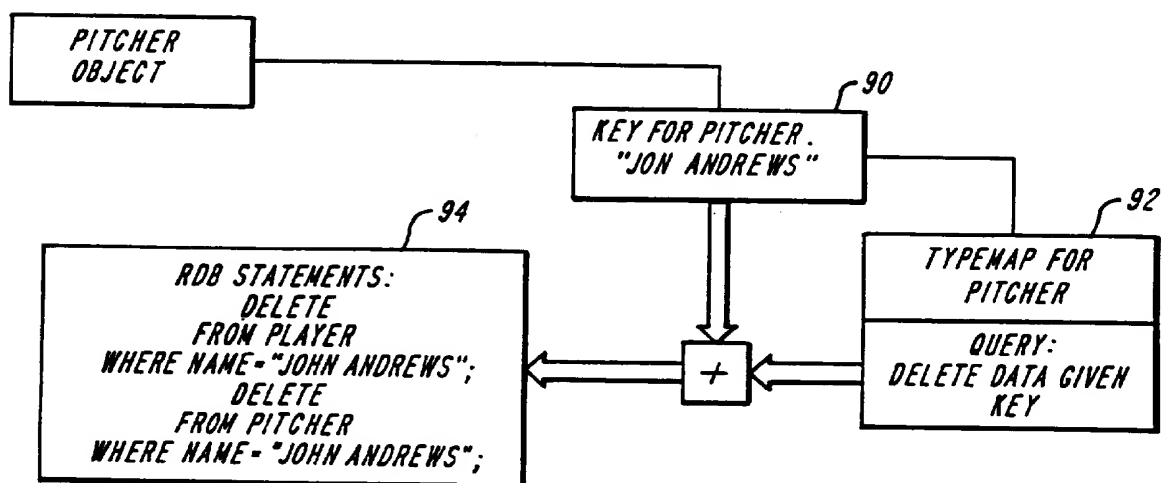 PITCHER
OBJECT
90
KEY FOR PITCHER.
"JON ANDREWS"
92
TYPEMAP FOR
PITCHER
QUERY:
DELETE DATA GIVEN
KEY
+
94
RDB STATEMENTS:
DELETE
FROM PLAYER
WHERE NAME="JOHN ANDREWS";
DELETE
FROM PITCHER
WHERE NAME="JOHN ANDREWS";